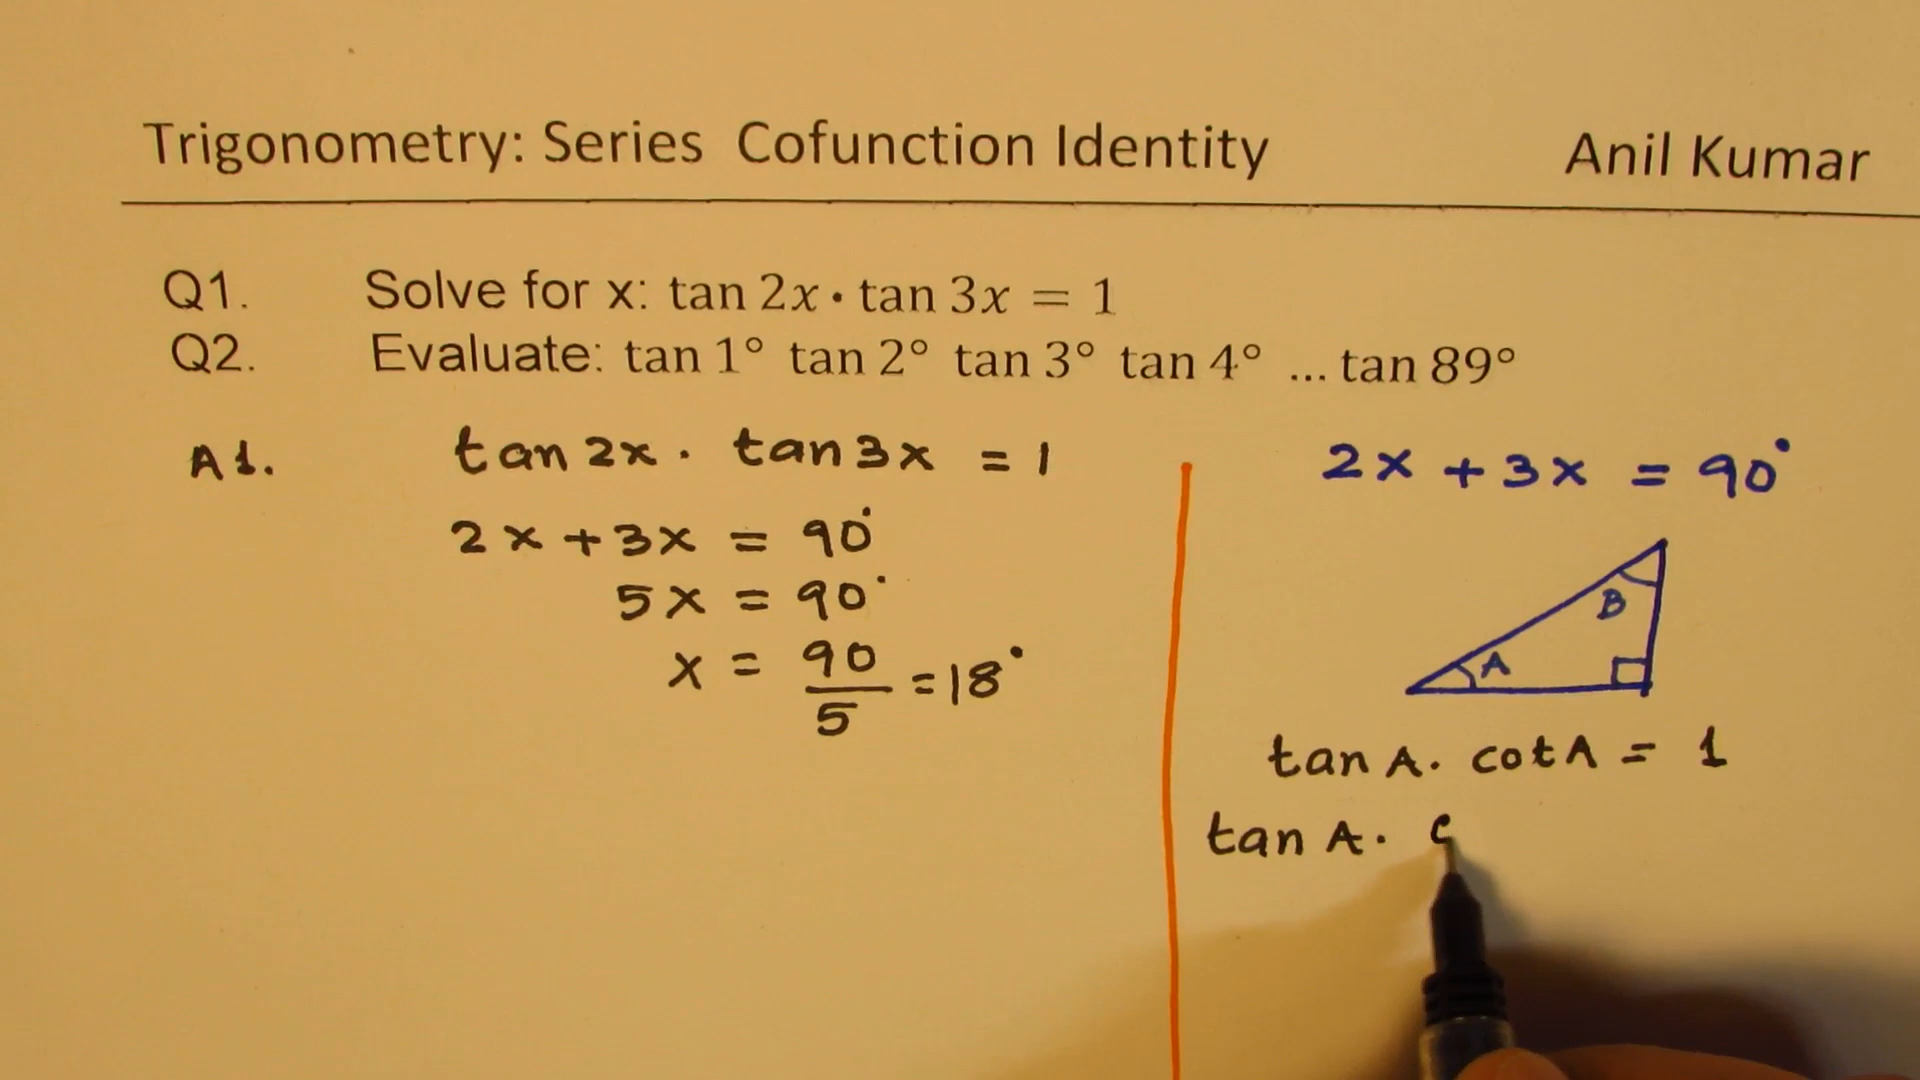 Trigonometry: Series Cofunction Identity Anil Kumar
Q1. Solve for x: tan 2x · tan 3x = 1
Q2. Evaluate: tan 1° tan 2° tan 3° tan 4° ... tan 89°
A1. tan 2x · tan 3x = 1
2x + 3x = 90°
5x = 90°
x = 90/5 = 18°
2x + 3x = 90°
B
A
tan A · cot A = 1
tan A ·